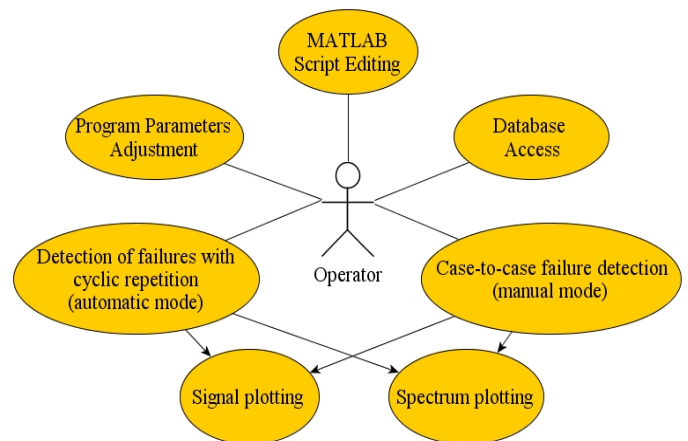 MATLAB
Script Editing
Program Parameters
Adjustment
Database
Access
Operator
Detection of failures with
cyclic repetition
(automatic mode)
Case-to-case failure detection
(manual mode)
Signal plotting
Spectrum plotting